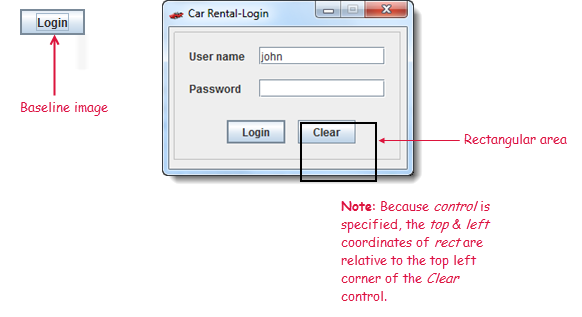 Login
Baseline image
Car Rental-Login
User name
john
Password
Login
Clear
Rectangular area
Note: Because control is
specified, the top & left
coordinates of rect are
relative to the top left
corner of the Clear
control.